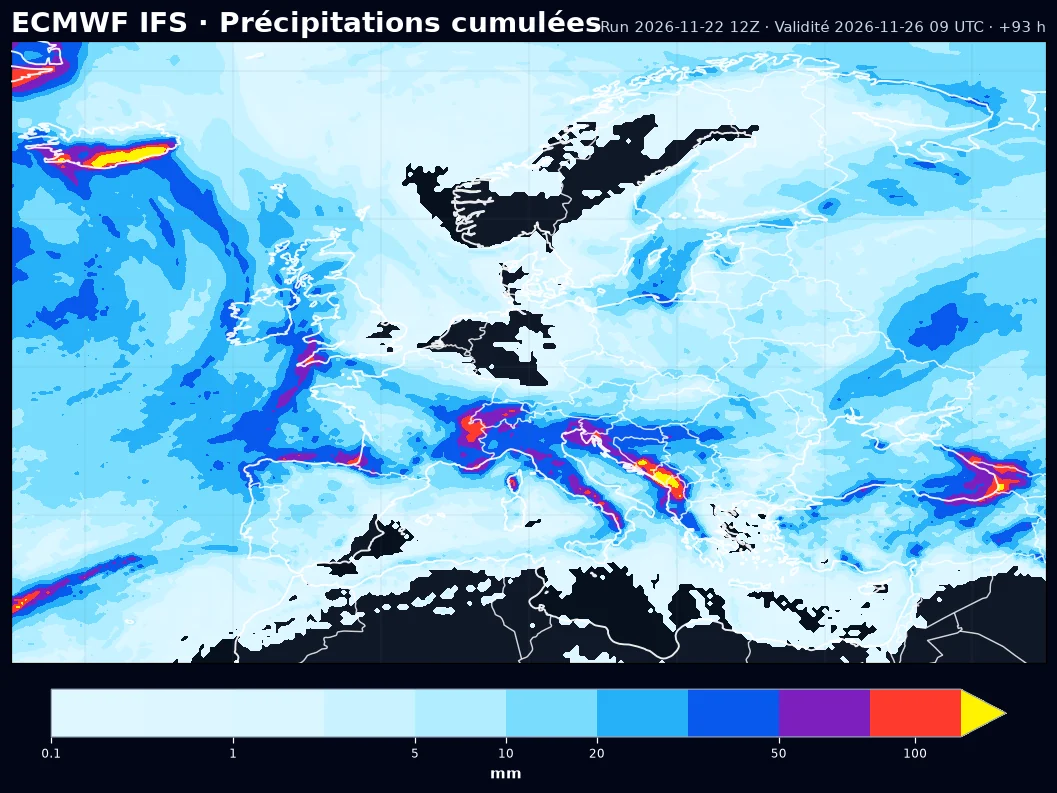 ECMWF IFS · Précipitations cumulées
Run 2026-11-22 12Z · Validité 2026-11-26 09 UTC · +93 h
0.1 1 5 10 20 50 100
mm